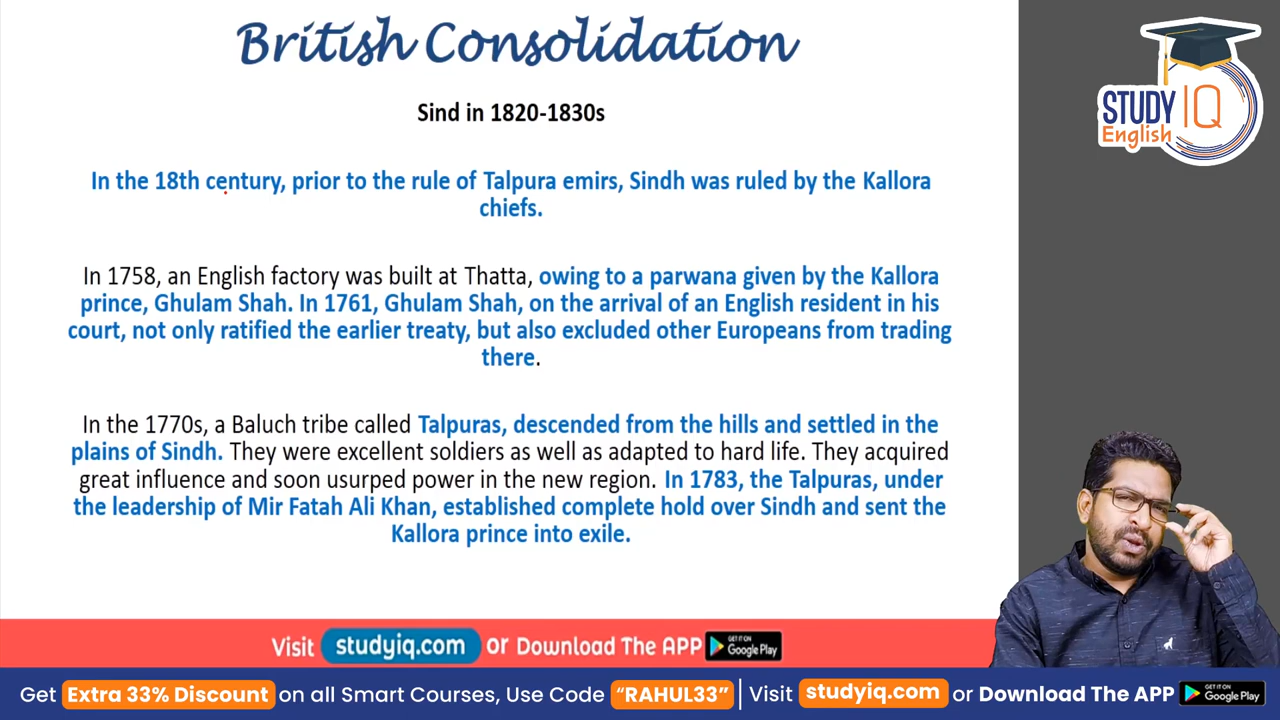 British Consolidation
STUDY IQ
English
Sind in 1820-1830s
In the 18th century, prior to the rule of Talpura emirs, Sindh was ruled by the Kallora
chiefs.
In 1758, an English factory was built at Thatta, owing to a parwana given by the Kallora
prince, Ghulam Shah. In 1761, Ghulam Shah, on the arrival of an English resident in his
court, not only ratified the earlier treaty, but also excluded other Europeans from trading
there.
In the 1770s, a Baluch tribe called Talpuras, descended from the hills and settled in the
plains of Sindh. They were excellent soldiers as well as adapted to hard life. They acquired
great influence and soon usurped power in the new region. In 1783, the Talpuras, under
the leadership of Mir Fatah Ali Khan, established complete hold over Sindh and sent the
Kallora prince into exile.
Visit studyiq.com or Download The APP GET IT ON Google Play
Get Extra 33% Discount on all Smart Courses, Use Code “RAHUL33” | Visit studyiq.com or Download The APP GET IT ON Google Play